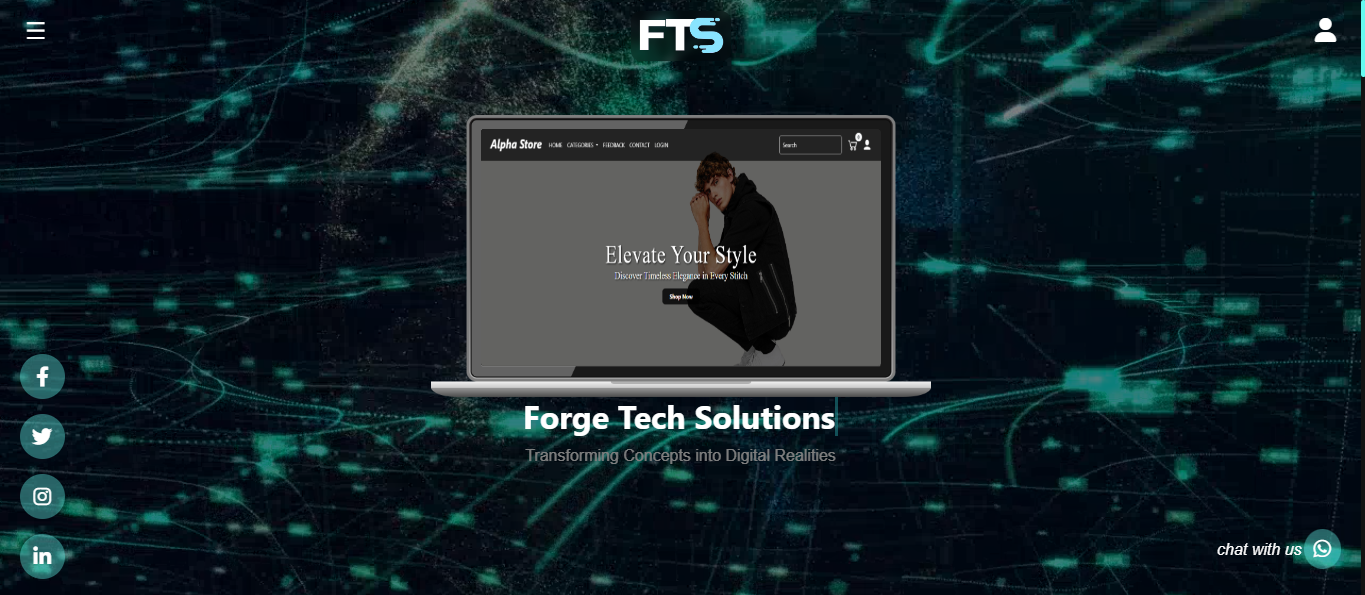 FTS
Alpha Store HOME CATEGORIES FEEDBACK CONTACT LOGIN Search 0
Elevate Your Style
Discover Timeless Elegance in Every Stitch
Shop Now
Forge Tech Solutions
Transforming Concepts into Digital Realities
chat with us